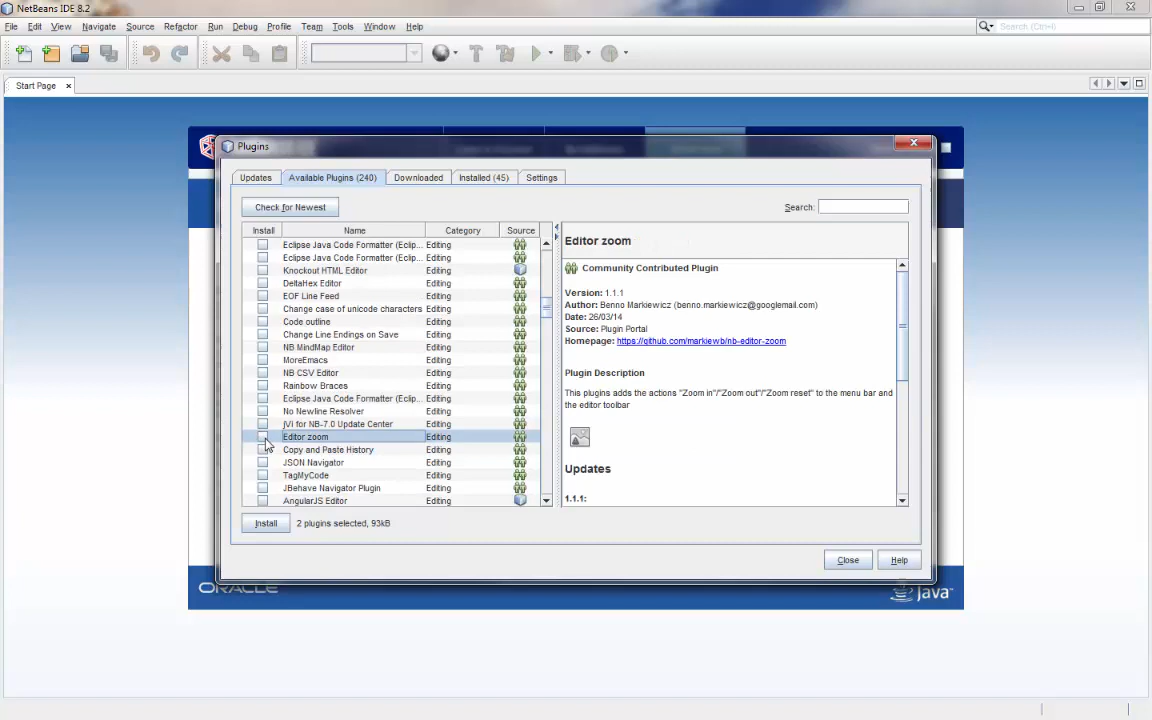 NetBeans IDE 8.2
File Edit View Navigate Source Refactor Run Debug Profile Team Tools Window Help
Search (Ctrl+I)
Start Page
Plugins
Updates Available Plugins (240) Downloaded Installed (45) Settings
Check for Newest
Search:
Install Name Category Source
Eclipse Java Code Formatter (Eclip... Editing
Eclipse Java Code Formatter (Eclip... Editing
Knockout HTML Editor Editing
DeltaHex Editor Editing
EOF Line Feed Editing
Change case of unicode characters Editing
Code outline Editing
Change Line Endings on Save Editing
NB MindMap Editor Editing
MoreEmacs Editing
NB CSV Editor Editing
Rainbow Braces Editing
Eclipse Java Code Formatter (Eclip... Editing
No Newline Resolver Editing
jVi for NB-7.0 Update Center Editing
Editor zoom Editing
Copy and Paste History Editing
JSON Navigator Editing
TagMyCode Editing
JBehave Navigator Plugin Editing
AngularJS Editor Editing
Install 2 plugins selected, 93kB
Editor zoom
Community Contributed Plugin
Version: 1.1.1
Author: Benno Markiewicz (benno.markiewicz@googlemail.com)
Date: 26/03/14
Source: Plugin Portal
Homepage: https://github.com/markiewb/nb-editor-zoom
Plugin Description
This plugins adds the actions "Zoom in"/"Zoom out"/"Zoom reset" to the menu bar and
the editor toolbar
Updates
1.1.1:
Close Help
ORACLE
Java